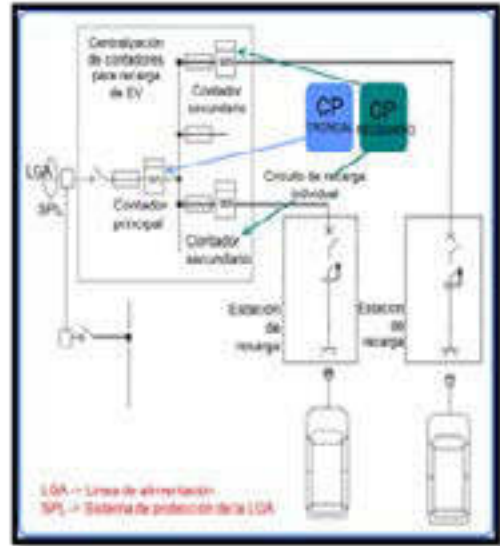 Centralización
de contadores
para recarga
de EV
Contador
secundario
CP
TRONCAL
CP
SECUNDARIO
LGA
SPL
Contador
principal
Circuito de recarga
individual
Contador
secundario
Estación
de
recarga
Estación
de
recarga
LGA -> Línea de alimentación
SPL -> Sistema de protección de la LGA